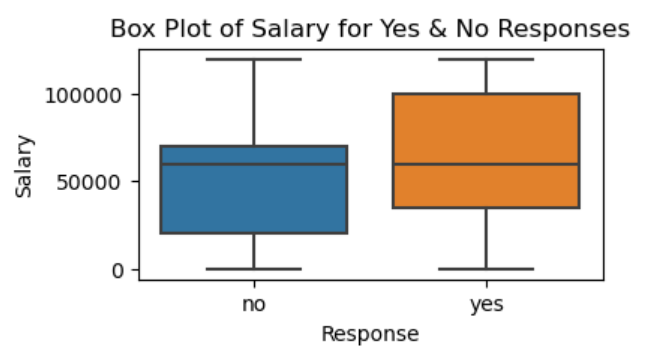 Box Plot of Salary for Yes & No Responses
Salary
100000
50000
0
no
yes
Response